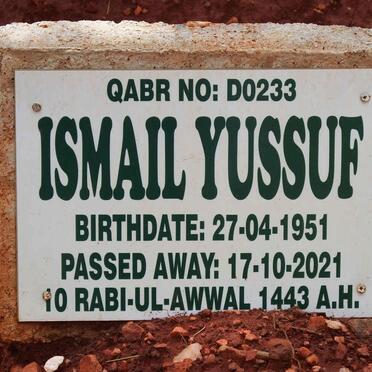 QABR NO: D0233
ISMAIL YUSSUF
BIRTHDATE: 27-04-1951
PASSED AWAY: 17-10-2021
10 RABI-UL-AWWAL 1443 A.H.